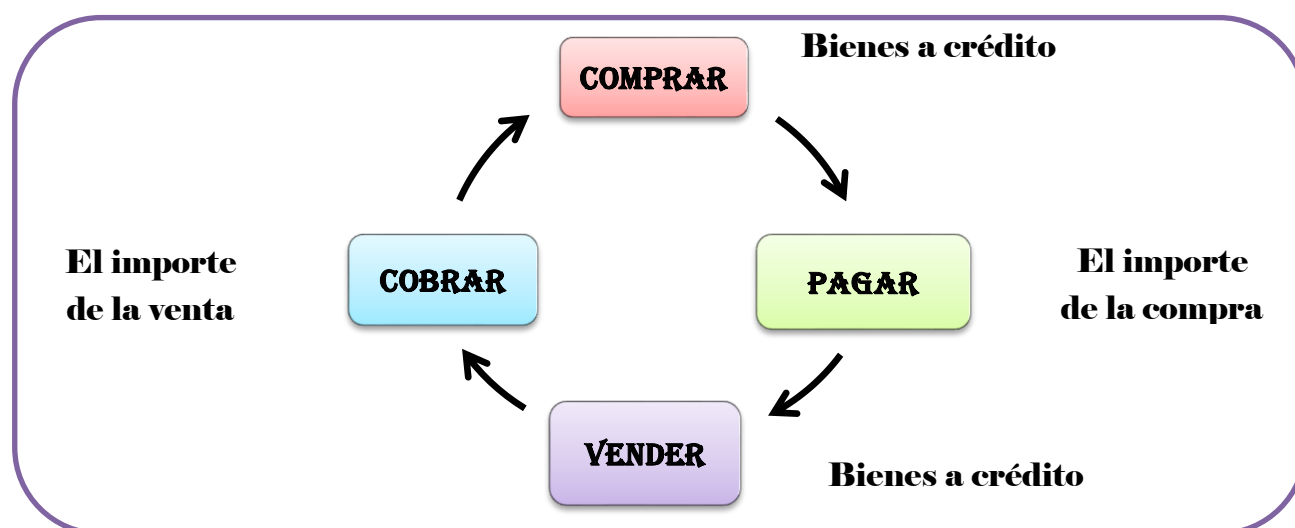 Bienes a crédito
COMPRAR
El importe
de la venta
COBRAR
PAGAR
El importe
de la compra
VENDER
Bienes a crédito